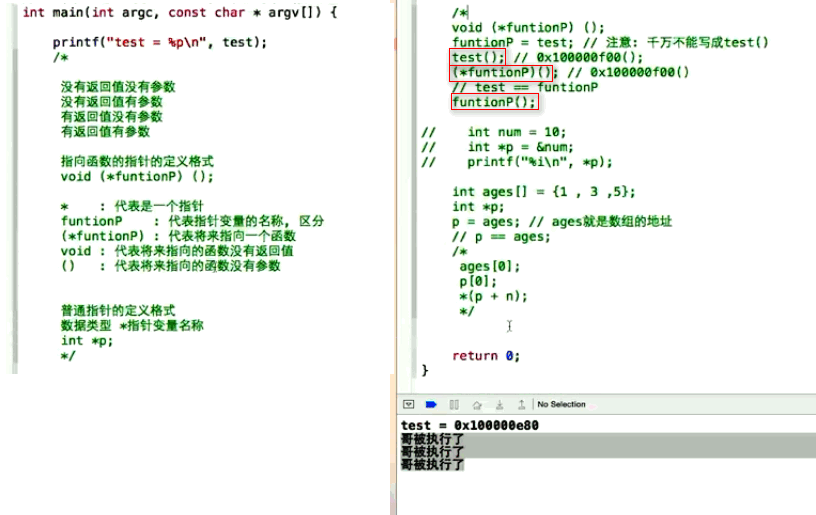 int main(int argc, const char * argv[]) {
printf("test = %p\n", test);
/*
没有返回值没有参数
没有返回值有参数
有返回值没有参数
有返回值有参数
指向函数的指针的定义格式
void (*funtionP) ();
* : 代表是一个指针
funtionP : 代表指针变量的名称, 区分
(*funtionP) : 代表将来指向一个函数
void : 代表将来指向的函数没有返回值
() : 代表将来指向的函数没有参数
普通指针的定义格式
数据类型 *指针变量名称
int *p;
*/
/*
void (*funtionP) ();
funtionP = test; // 注意: 千万不能写成test()
test(); // 0x100000f00();
(*funtionP)(); // 0x100000f00()
// test == funtionP
funtionP();
// int num = 10;
// int *p = &num;
// printf("%i\n", *p);
int ages[] = {1 , 3 ,5};
int *p;
p = ages; // ages就是数组的地址
// p == ages;
/*
ages[0];
p[0];
*(p + n);
*/
return 0;
}
No Selection
test = 0x100000e80
哥被执行了
哥被执行了
哥被执行了